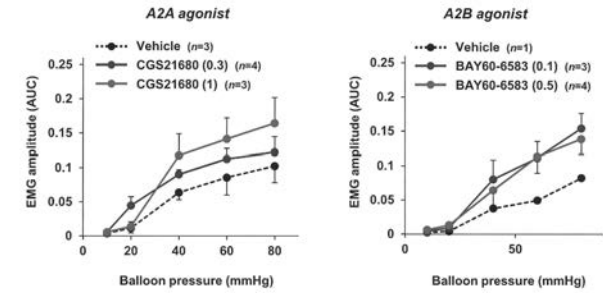 A2A agonist
Vehicle (n=3)
CGS21680 (0.3) (n=4)
CGS21680 (1) (n=3)
EMG amplitude (AUC)
0.25
0.2
0.15
0.1
0.05
0
0 20 40 60 80
Balloon pressure (mmHg)
A2B agonist
Vehicle (n=1)
BAY60-6583 (0.1) (n=3)
BAY60-6583 (0.5) (n=4)
EMG amplitude (AUC)
0.25
0.2
0.15
0.1
0.05
0
0 50
Balloon pressure (mmHg)